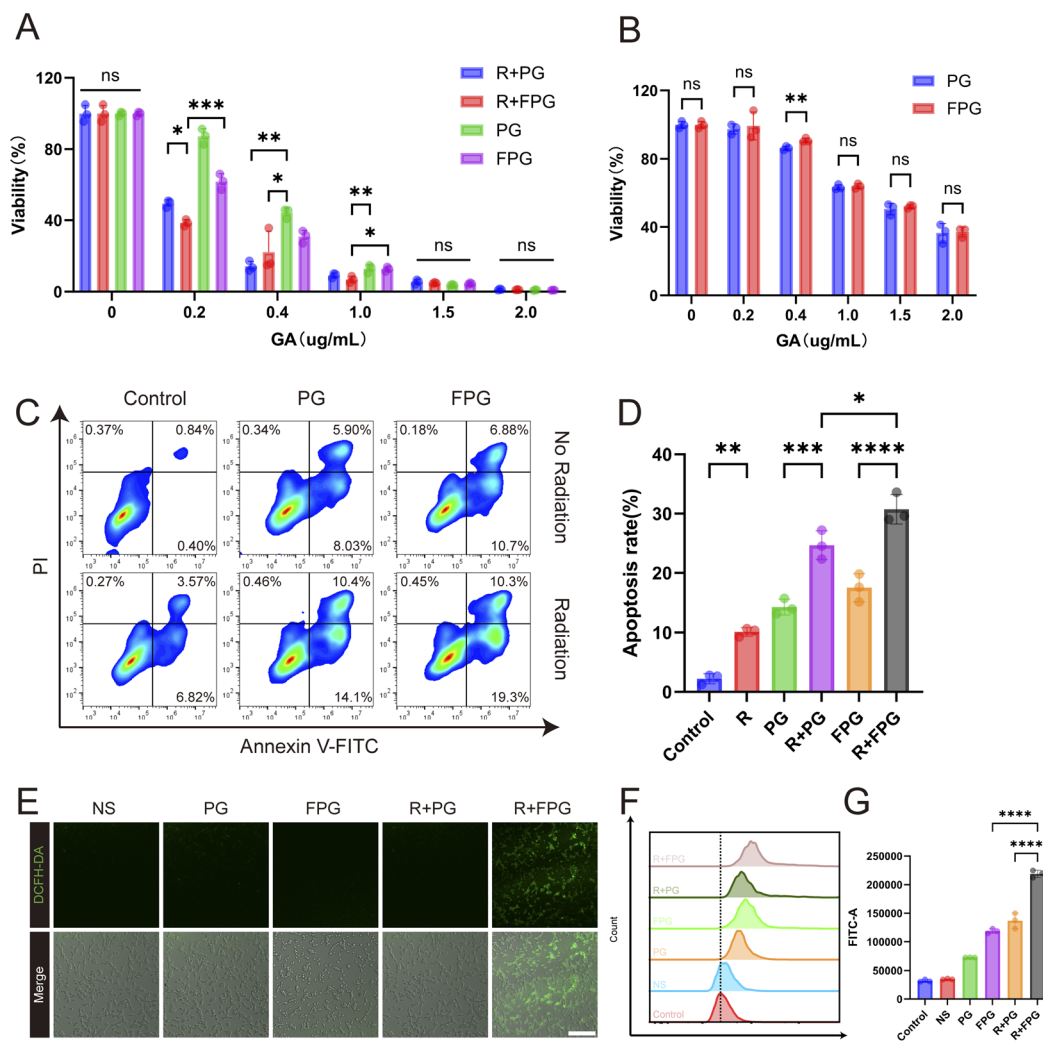 A
120
80
40
0
Viability (%)
ns
*
***
**
*
**
*
ns
ns
R+PG
R+FPG
PG
FPG
0
0.2
0.4
1.0
1.5
2.0
GA (ug/mL)
B
120
80
40
0
Viability (%)
ns
ns
**
ns
ns
ns
PG
FPG
0
0.2
0.4
1.0
1.5
2.0
GA (ug/mL)
C
Control
PG
FPG
0.37%
0.84%
0.40%
0.34%
5.90%
8.03%
0.18%
6.88%
10.7%
No Radiation
0.27%
3.57%
6.82%
0.46%
10.4%
14.1%
0.45%
10.3%
19.3%
Radiation
PI
Annexin V-FITC
D
Apoptosis rate(%)
40
30
20
10
0
**
***
****
*
Control
R
PG
R+PG
FPG
R+FPG
E
NS
PG
FPG
R+PG
R+FPG
DCFH-DA
Merge
F
Count
R+FPG
R+PG
FPG
PG
NS
Control
G
FITC-A
250000
200000
150000
100000
50000
0
****
****
Control
NS
PG
FPG
R+PG
R+FPG